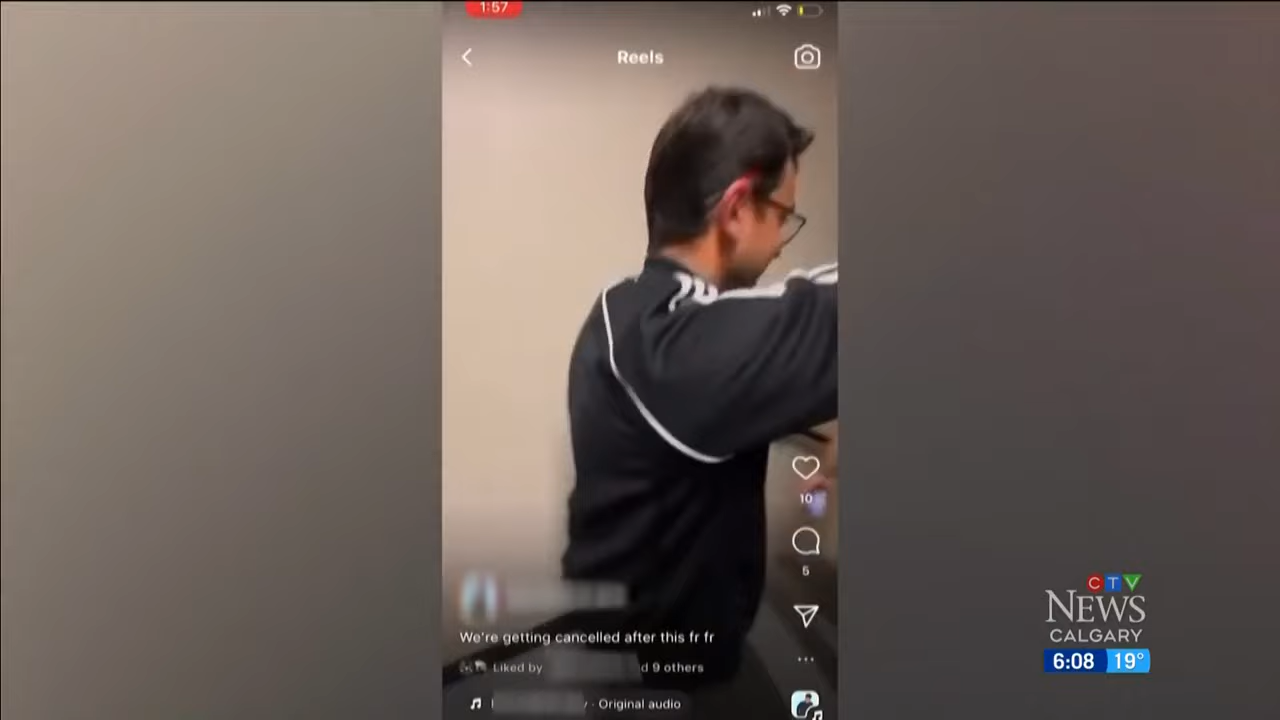 1:57
Reels
10
5
We're getting cancelled after this fr fr
Liked by
d 9 others
Original audio
CTV
NEWS
CALGARY
6:08 19°